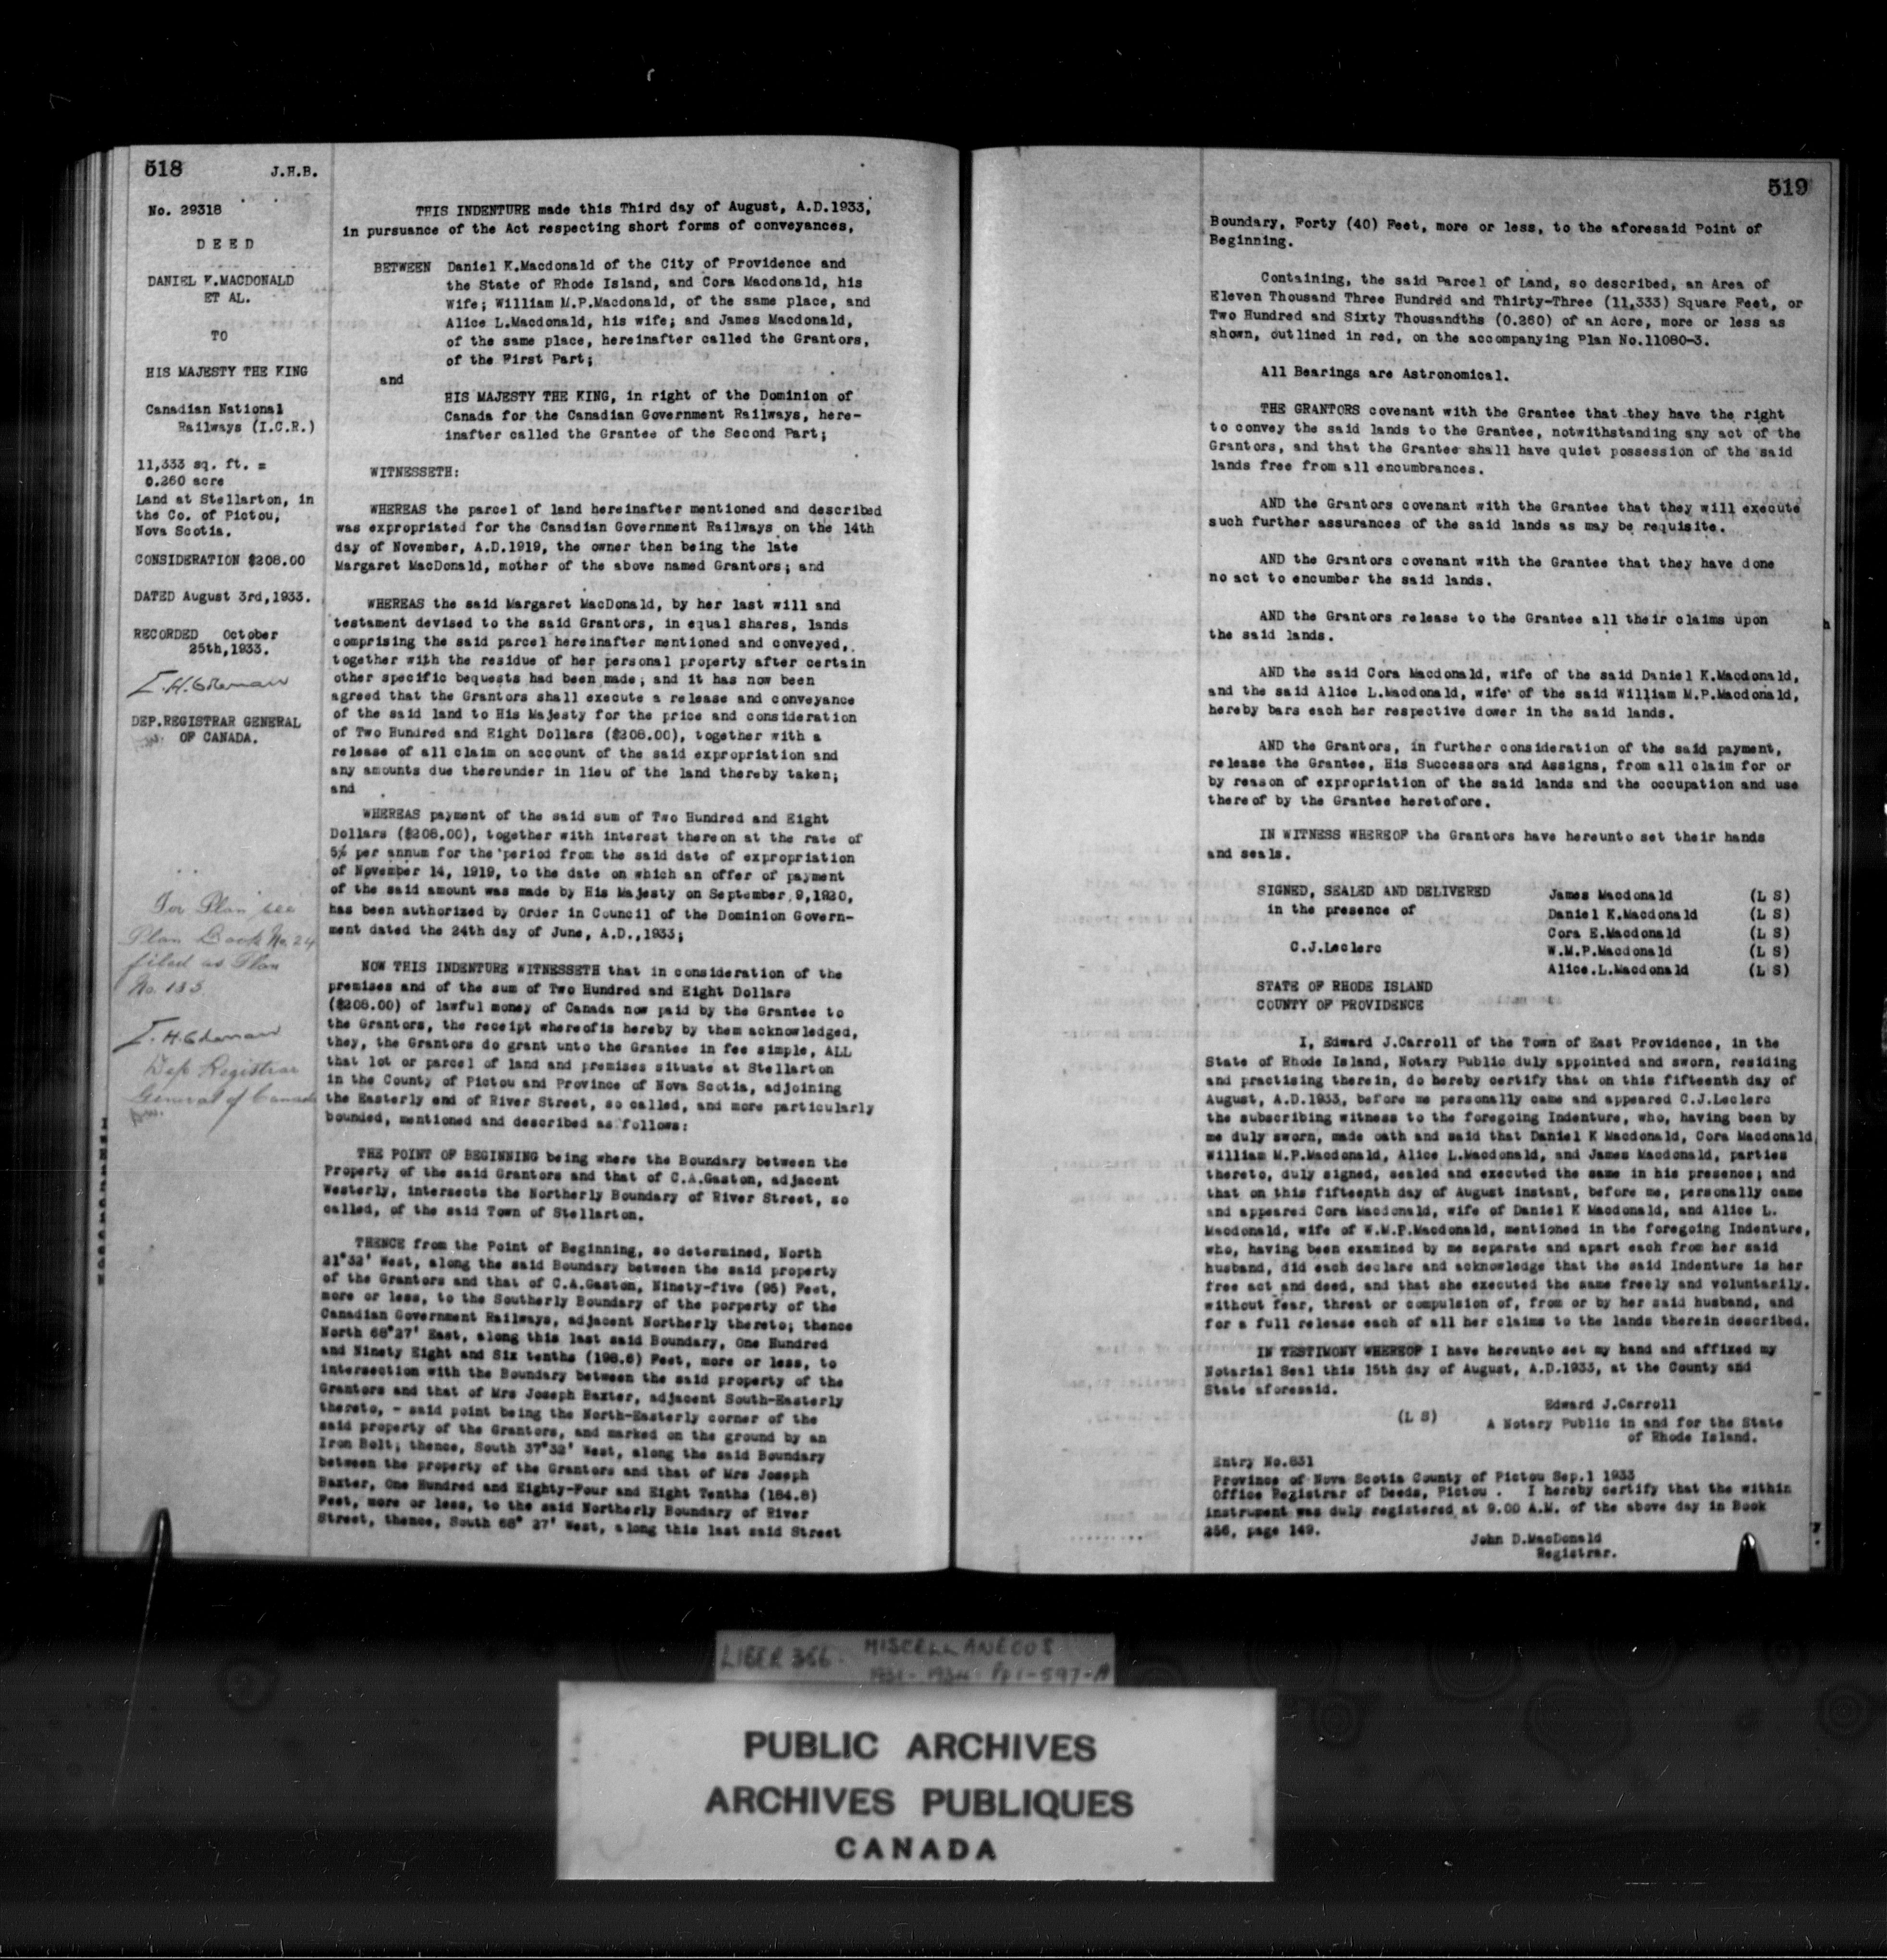 518
J.H.B.
No. 29318
DEED
DANIEL K.MACDONALD
ET AL.
TO
HIS MAJESTY THE KING
Canadian National
Railways (I.C.R.)
11,333 sq. ft. =
0.260 acre
Land at Stellarton, in
the Co. of Pictou,
Nova Scotia.
CONSIDERATION $208.00
DATED August 3rd,1933.
RECORDED October
25th,1933.
DEP.REGISTRAR GENERAL
OF CANADA.
For Plan see
Plan Book No. 24
filed as Plan
No. 133
Dep Registrar
General of Canada
THIS INDENTURE made this Third day of August, A.D.1933,
in pursuance of the Act respecting short forms of conveyances,
BETWEEN Daniel K.Macdonald of the City of Providence and
the State of Rhode Island, and Cora Macdonald, his
Wife; William M.P.Macdonald, of the same place, and
Alice L.Macdonald, his wife; and James Macdonald,
of the same place, hereinafter called the Grantors,
of the First Part;
and
HIS MAJESTY THE KING, in right of the Dominion of
Canada for the Canadian Government Railways, here-
inafter called the Grantee of the Second Part;
WITNESSETH:
WHEREAS the parcel of land hereinafter mentioned and described
was expropriated for the Canadian Government Railways on the 14th
day of November, A.D.1919, the owner then being the late
Margaret MacDonald, mother of the above named Grantors; and
WHEREAS the said Margaret MacDonald, by her last will and
testament devised to the said Grantors, in equal shares, lands
comprising the said parcel hereinafter mentioned and conveyed,
together with the residue of her personal property after certain
other specific bequests had been made; and it has now been
agreed that the Grantors shall execute a release and conveyance
of the said land to His Majesty for the price and consideration
of Two Hundred and Eight Dollars ($208.00), together with a
release of all claim on account of the said expropriation and
any amounts due thereunder in lieu of the land thereby taken;
and
WHEREAS payment of the said sum of Two Hundred and Eight
Dollars ($208.00), together with interest thereon at the rate of
5% per annum for the period from the said date of expropriation
of November 14, 1919, to the date on which an offer of payment
of the said amount was made by His Majesty on September 9,1920,
has been authorized by Order in Council of the Dominion Govern-
ment dated the 24th day of June, A.D.,1933;
NOW THIS INDENTURE WITNESSETH that in consideration of the
premises and of the sum of Two Hundred and Eight Dollars
($208.00) of lawful money of Canada now paid by the Grantee to
the Grantors, the receipt whereofis hereby by them acknowledged,
they, the Grantors do grant unto the Grantee in fee simple, ALL
that lot or parcel of land and premises situate at Stellarton
in the County of Pictou and Province of Nova Scotia, adjoining
the Easterly end of River Street, so called, and more particularly
bounded, mentioned and described as follows:
THE POINT OF BEGINNING being where the Boundary between the
Property of the said Grantors and that of C.A.Gaston, adjacent
Westerly, intersects the Northerly Boundary of River Street, so
called, of the said Town of Stellarton.
THENCE from the Point of Beginning, so determined, North
21°32' West, along the said Boundary between the said property
of the Grantors and that of C.A.Gaston, Ninety-five (95) Feet,
more or less, to the Southerly Boundary of the porperty of the
Canadian Government Railways, adjacent Northerly thereto; thence
North 68°27' East, along this last said Boundary, One Hundred
and Ninety Eight and Six tenths (198.6) Feet, more or less, to
intersection with the Boundary between the said property of the
Grantors and that of Mrs Joseph Baxter, adjacent South-Easterly
thereto, - said point being the North-Easterly corner of the
said property of the Grantors, and marked on the ground by an
Iron Bolt; thence, South 37°32' West, along the said Boundary
between the property of the Grantors and that of Mrs Joseph
Baxter, One Hundred and Eighty-Four and Eight Tenths (184.8)
Feet, more or less, to the said Northerly Boundary of River
Street, thence, South 68° 27' West, along this last said Street
519
Boundary, Forty (40) Feet, more or less, to the aforesaid Point of
Beginning.
Containing, the said Parcel of Land, so described, an Area of
Eleven Thousand Three Hundred and Thirty-Three (11,333) Square Feet, or
Two Hundred and Sixty Thousandths (0.260) of an Acre, more or less as
shown, outlined in red, on the accompanying Plan No.11080-3.
All Bearings are Astronomical.
THE GRANTORS covenant with the Grantee that they have the right
to convey the said lands to the Grantee, notwithstanding any act of the
Grantors, and that the Grantee shall have quiet possession of the said
lands free from all encumbrances.
AND the Grantors covenant with the Grantee that they will execute
such further assurances of the said lands as may be requisite.
AND the Grantors covenant with the Grantee that they have done
no act to encumber the said lands.
AND the Grantors release to the Grantee all their claims upon
the said lands.
AND the said Cora Macdonald, wife of the said Daniel K.Macdonald,
and the said Alice L.Macdonald, wife of the said William M.P.Macdonald,
hereby bars each her respective dower in the said lands.
AND the Grantors, in further consideration of the said payment,
release the Grantee, His Successors and Assigns, from all claim for or
by reason of expropriation of the said lands and the occupation and use
thereof by the Grantee heretofore.
IN WITNESS WHEREOF the Grantors have hereunto set their hands
and seals.
SIGNED, SEALED AND DELIVERED James Macdonald (L S)
in the presence of Daniel K.Macdonald (L S)
Cora E.Macdonald (L S)
C.J.Leclerc W.M.P.Macdonald (L S)
Alice.L.Macdonald (L S)
STATE OF RHODE ISLAND
COUNTY OF PROVIDENCE
I, Edward J.Carroll of the Town of East Providence, in the
State of Rhode Island, Notary Public duly appointed and sworn, residing
and practising therein, do hereby certify that on this fifteenth day of
August, A.D.1933, before me personally came and appeared C.J.Leclerc
the subscribing witness to the foregoing Indenture, who, having been by
me duly sworn, made oath and said that Daniel K Macdonald, Cora Macdonald,
William M.P.Macdonald, Alice L.Macdonald, and James Macdonald, parties
thereto, duly signed, sealed and executed the same in his presence; and
that on this fifteenth day of August instant, before me, personally came
and appeared Cora Macdonald, wife of Daniel K Macdonald, and Alice L.
Macdonald, wife of W.M.P.Macdonald, mentioned in the foregoing Indenture,
who, having been examined by me separate and apart each from her said
husband, did each declare and acknowledge that the said Indenture is her
free act and deed, and that she executed the same freely and voluntarily.
without fear, threat or compulsion of, from or by her said husband, and
for a full release each of all her claims to the lands therein described.
IN TESTIMONY WHEREOF I have hereunto set my hand and affixed my
Notarial Seal this 15th day of August, A.D.1933, at the County and
State aforesaid.
Edward J.Carroll
(L S) A Notary Public in and for the State
of Rhode Island.
Entry No.831
Province of Nova Scotia County of Pictou Sep.1 1933
Office Registrar of Deeds, Pictou . I hereby certify that the within
instrument was duly registered at 9.00 A.M. of the above day in Book
256, page 149.
John D.MacDonald
Registrar.
LIBER 366. MISCELLANEOUS
1931-1934 Pp1-597-A
PUBLIC ARCHIVES
ARCHIVES PUBLIQUES
CANADA